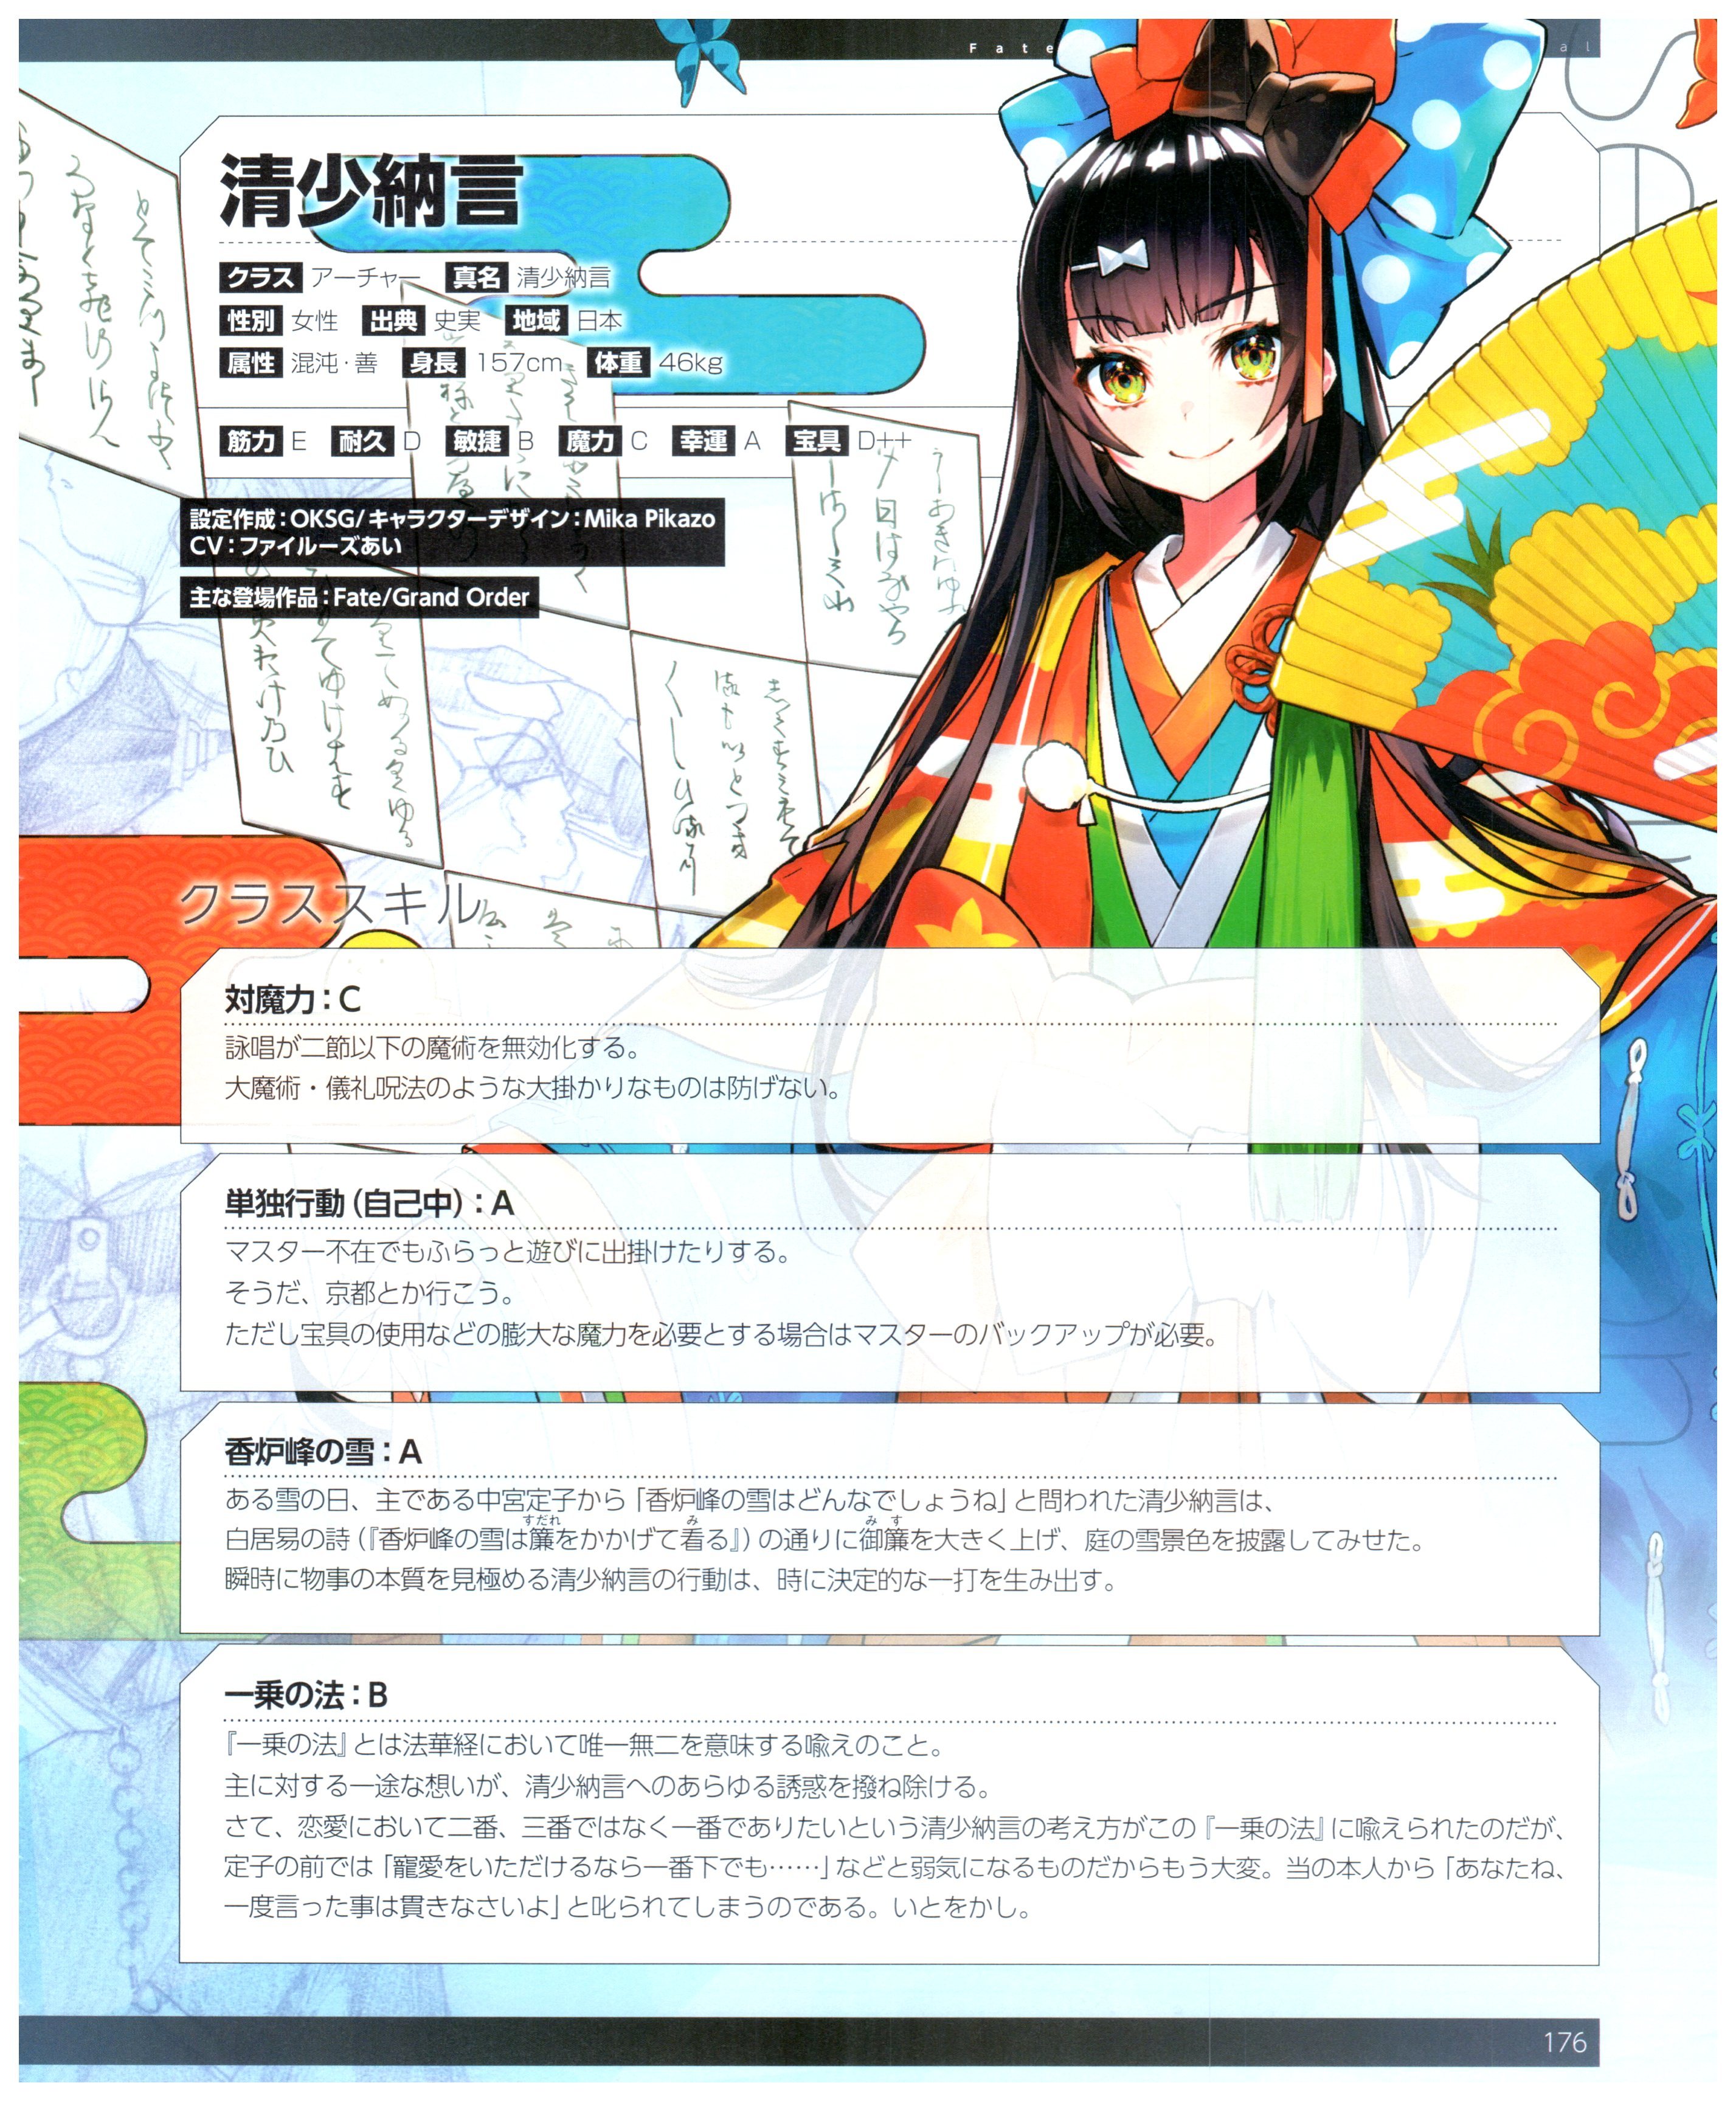 Fate
al
清少納言
クラス アーチャー 真名 清少納言
性別 女性 出典 史実 地域 日本
属性 混沌・善 身長 157cm 体重 46kg
筋力 E 耐久 D 敏捷 B 魔力 C 幸運 A 宝具 D++
設定作成：OKSG/キャラクターデザイン：Mika Pikazo
CV：ファイルーズあい
主な登場作品：Fate/Grand Order
クラススキル
対魔力：C
詠唱が二節以下の魔術を無効化する。
大魔術・儀礼呪法のような大掛かりなものは防げない。
単独行動（自己中）：A
マスター不在でもふらっと遊びに出掛けたりする。
そうだ、京都とか行こう。
ただし宝具の使用などの膨大な魔力を必要とする場合はマスターのバックアップが必要。
香炉峰の雪：A
ある雪の日、主である中宮定子から「香炉峰の雪はどんなでしょうね」と問われた清少納言は、
すだれ み みす
白居易の詩（『香炉峰の雪は簾をかかげて看る』）の通りに御簾を大きく上げ、庭の雪景色を披露してみせた。
瞬時に物事の本質を見極める清少納言の行動は、時に決定的な一打を生み出す。
一乗の法：B
『一乗の法』とは法華経において唯一無二を意味する喩えのこと。
主に対する一途な想いが、清少納言へのあらゆる誘惑を撥ね除ける。
さて、恋愛において二番、三番ではなく一番でありたいという清少納言の考え方がこの『一乗の法』に喩えられたのだが、
定子の前では「寵愛をいただけるなら一番下でも……」などと弱気になるものだからもう大変。当の本人から「あなたね、
一度言った事は貫きなさいよ」と叱られてしまうのである。いとをかし。
176